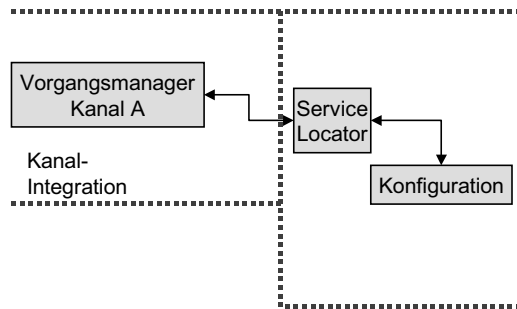 Vorgangsmanager
Kanal A
Service
Locator
Kanal-
Integration
Konfiguration